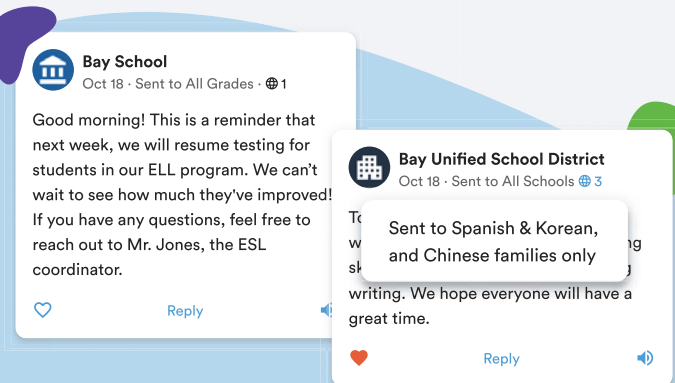 Bay School
Oct 18 · Sent to All Grades · 1
Good morning! This is a reminder that
next week, we will resume testing for
students in our ELL program. We can’t
wait to see how much they've improved!
If you have any questions, feel free to
reach out to Mr. Jones, the ESL
coordinator.
Reply
Bay Unified School District
Oct 18 · Sent to All Schools 3
Sent to Spanish & Korean,
and Chinese families only
writing. We hope everyone will have a
great time.
Reply